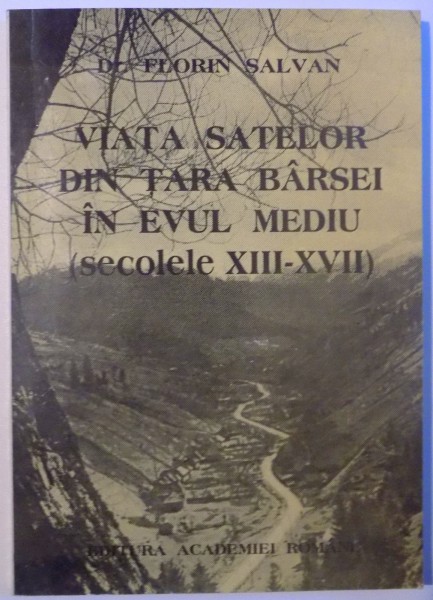 Dr. FLORIN SALVAN
VIAȚA SATELOR
DIN ȚARA BÂRSEI
ÎN EVUL MEDIU
(secolele XIII-XVII)
EDITURA ACADEMIEI ROMÂNE